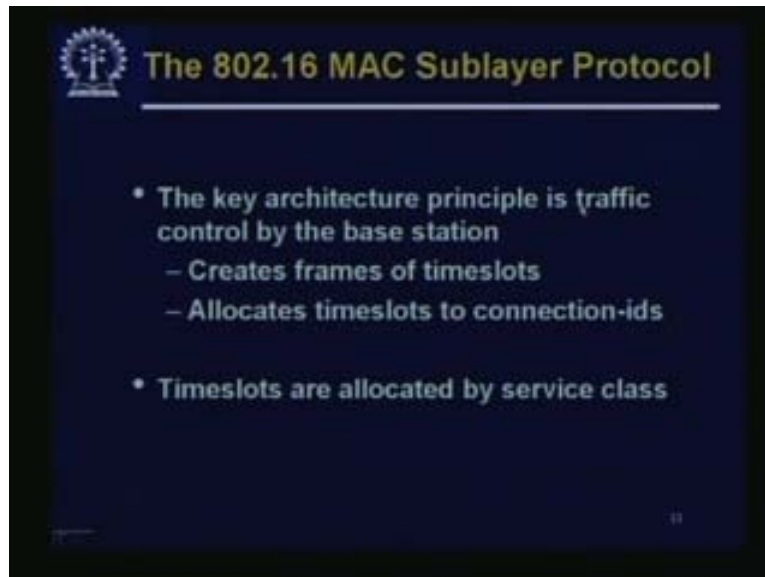 The 802.16 MAC Sublayer Protocol
• The key architecture principle is traffic
control by the base station
– Creates frames of timeslots
– Allocates timeslots to connection-ids
• Timeslots are allocated by service class